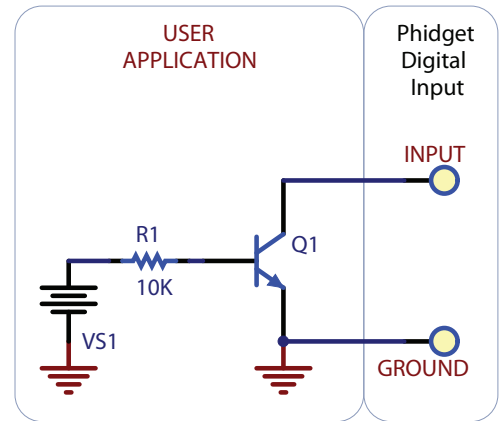 USER
APPLICATION
Phidget
Digital
Input
INPUT
R1
Q1
10K
VS1
GROUND